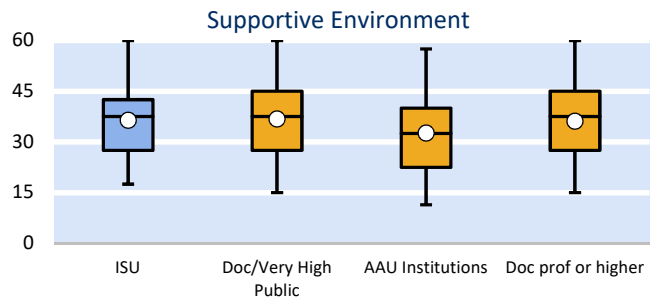 Supportive Environment
60
45
30
15
0
ISU
Doc/Very High
Public
AAU Institutions
Doc prof or higher